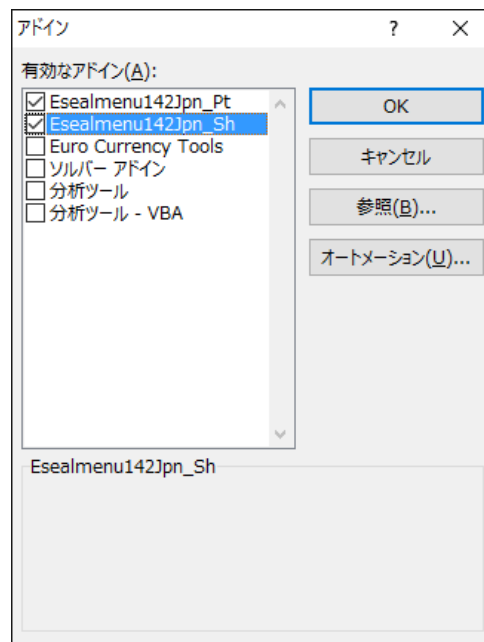 アドイン
有効なアドイン(A):
Esealmenu142Jpn_Pt
Esealmenu142Jpn_Sh
Euro Currency Tools
ソルバー アドイン
分析ツール
分析ツール - VBA
OK
キャンセル
参照(B)...
オートメーション(U)...
Esealmenu142Jpn_Sh